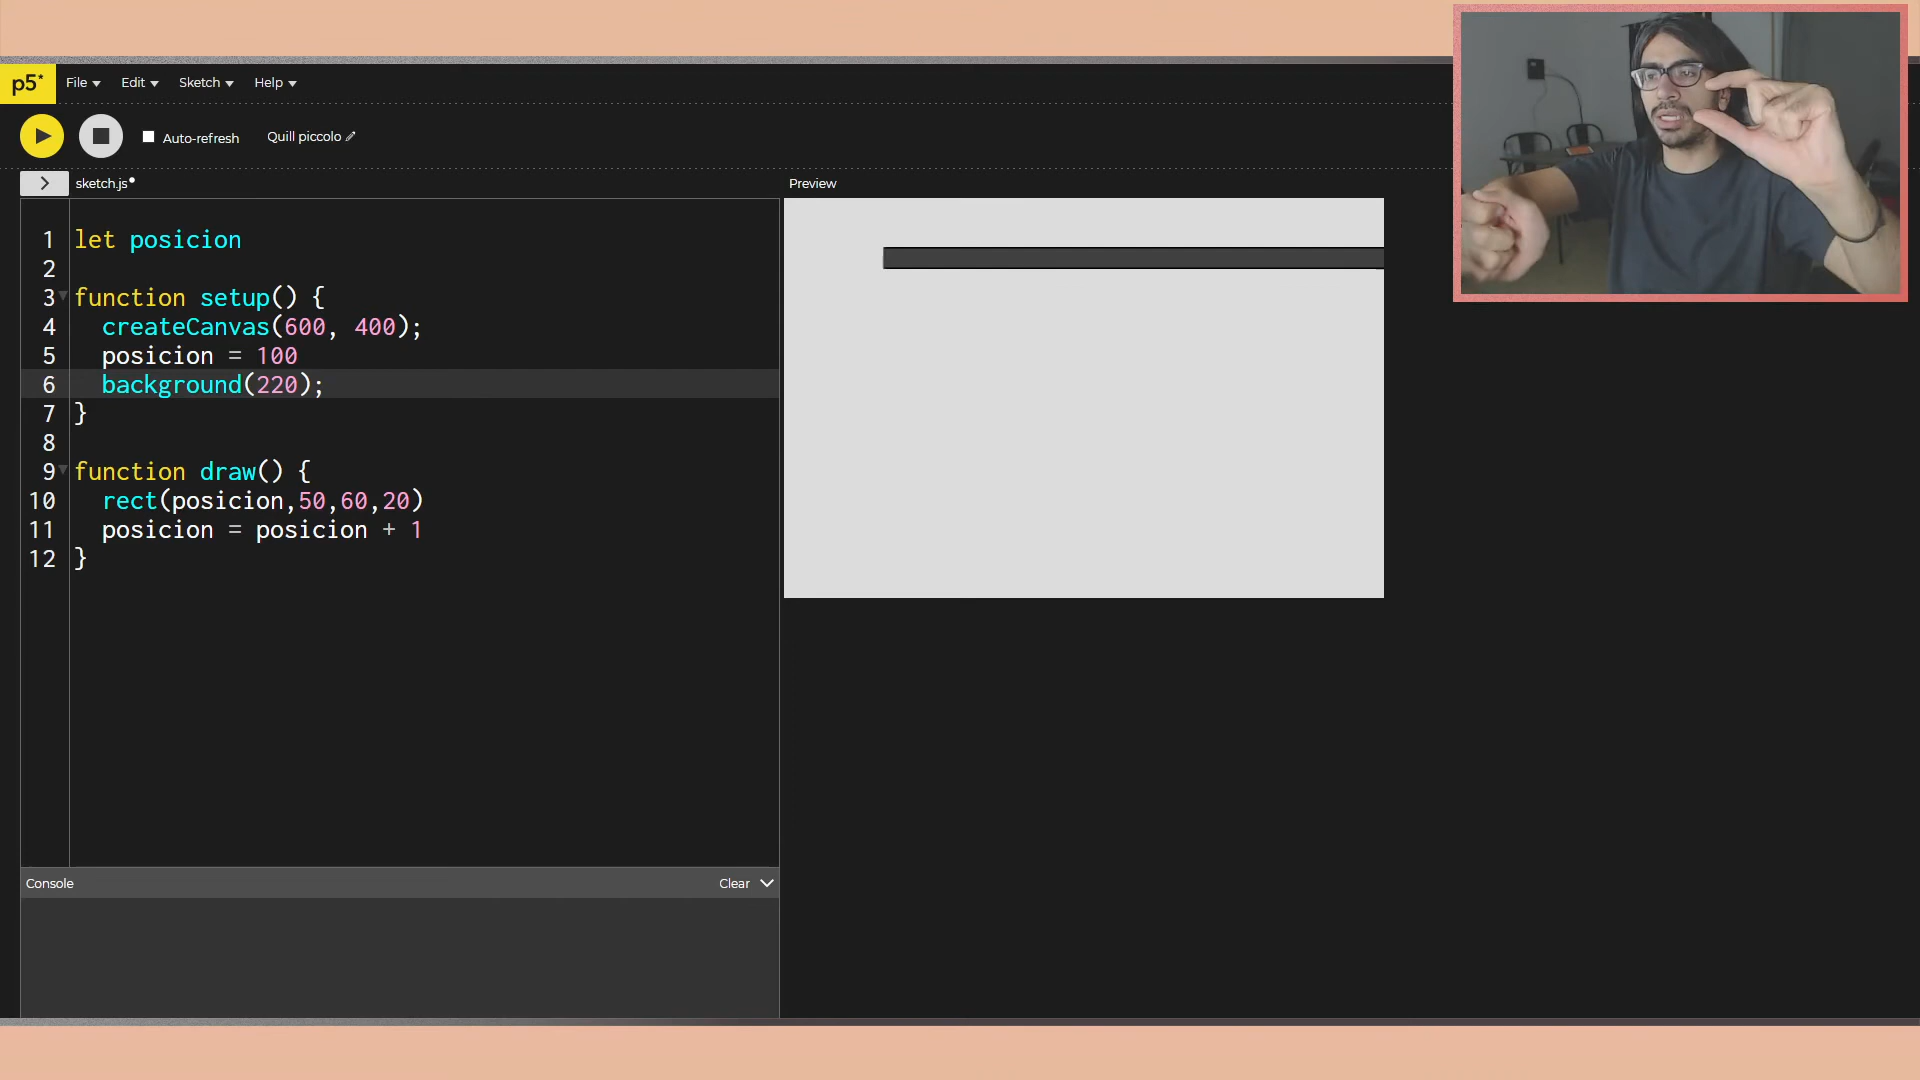 p5* File Edit Sketch Help
Auto-refresh Quill piccolo
sketch.js Preview
1 let posicion
2
3 function setup() {
4 createCanvas(600, 400);
5 posicion = 100
6 background(220);
7 }
8
9 function draw() {
10 rect(posicion,50,60,20)
11 posicion = posicion + 1
12 }
Console Clear